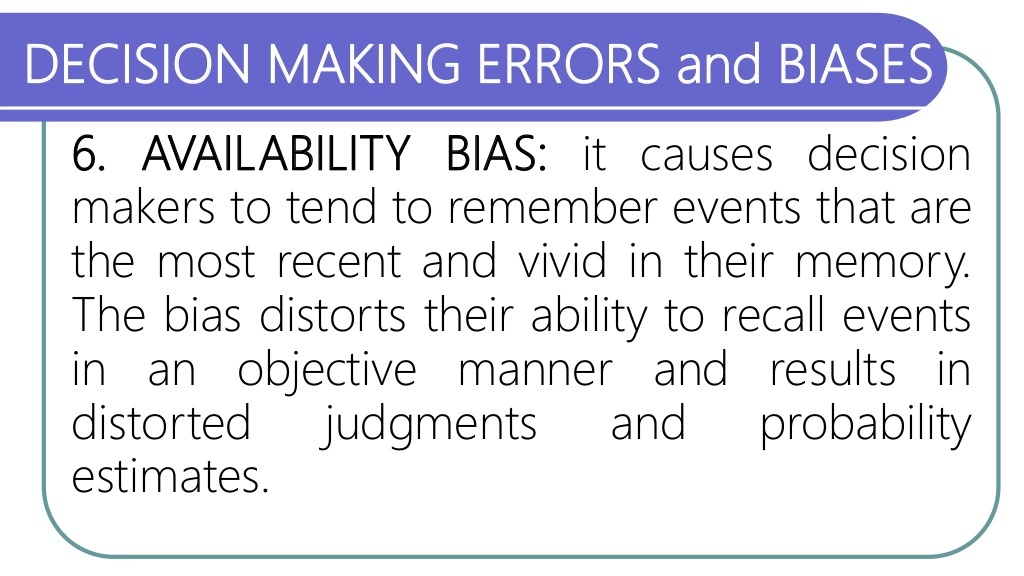 DECISION MAKING ERRORS and BIASES
6. AVAILABILITY BIAS: it causes decision
makers to tend to remember events that are
the most recent and vivid in their memory.
The bias distorts their ability to recall events
in an objective manner and results in
distorted judgments and probability
estimates.